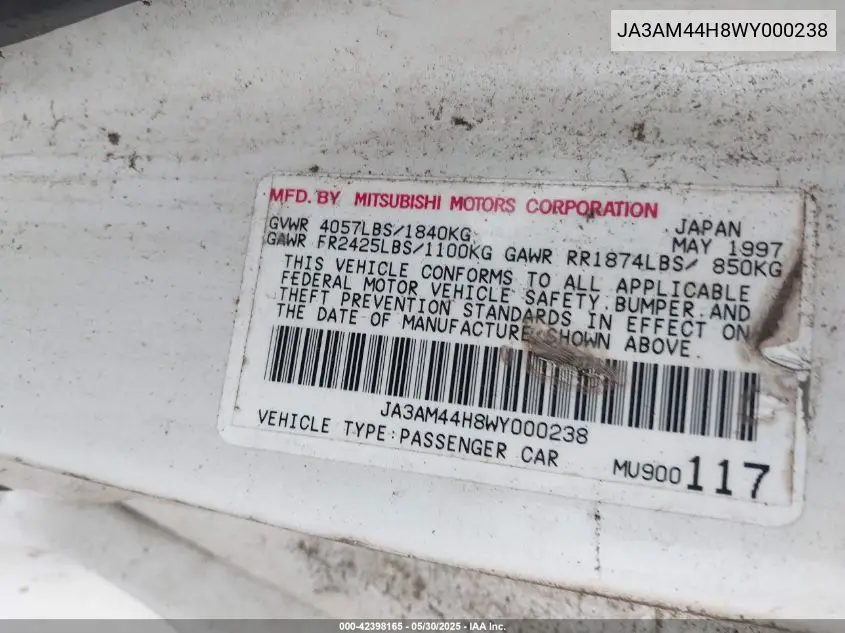 JA3AM44H8WY000238
MFD. BY MITSUBISHI MOTORS CORPORATION
GVWR 4057LBS/1840KG JAPAN
GAWR FR2425LBS/1100KG GAWR RR1874LBS/ 850KG MAY 1997
THIS VEHICLE CONFORMS TO ALL APPLICABLE
FEDERAL MOTOR VEHICLE SAFETY, BUMPER, AND
THEFT PREVENTION STANDARDS IN EFFECT ON
THE DATE OF MANUFACTURE SHOWN ABOVE.
JA3AM44H8WY000238
VEHICLE TYPE:PASSENGER CAR
MU900117
000-42398165 - 05/30/2025 - IAA Inc.